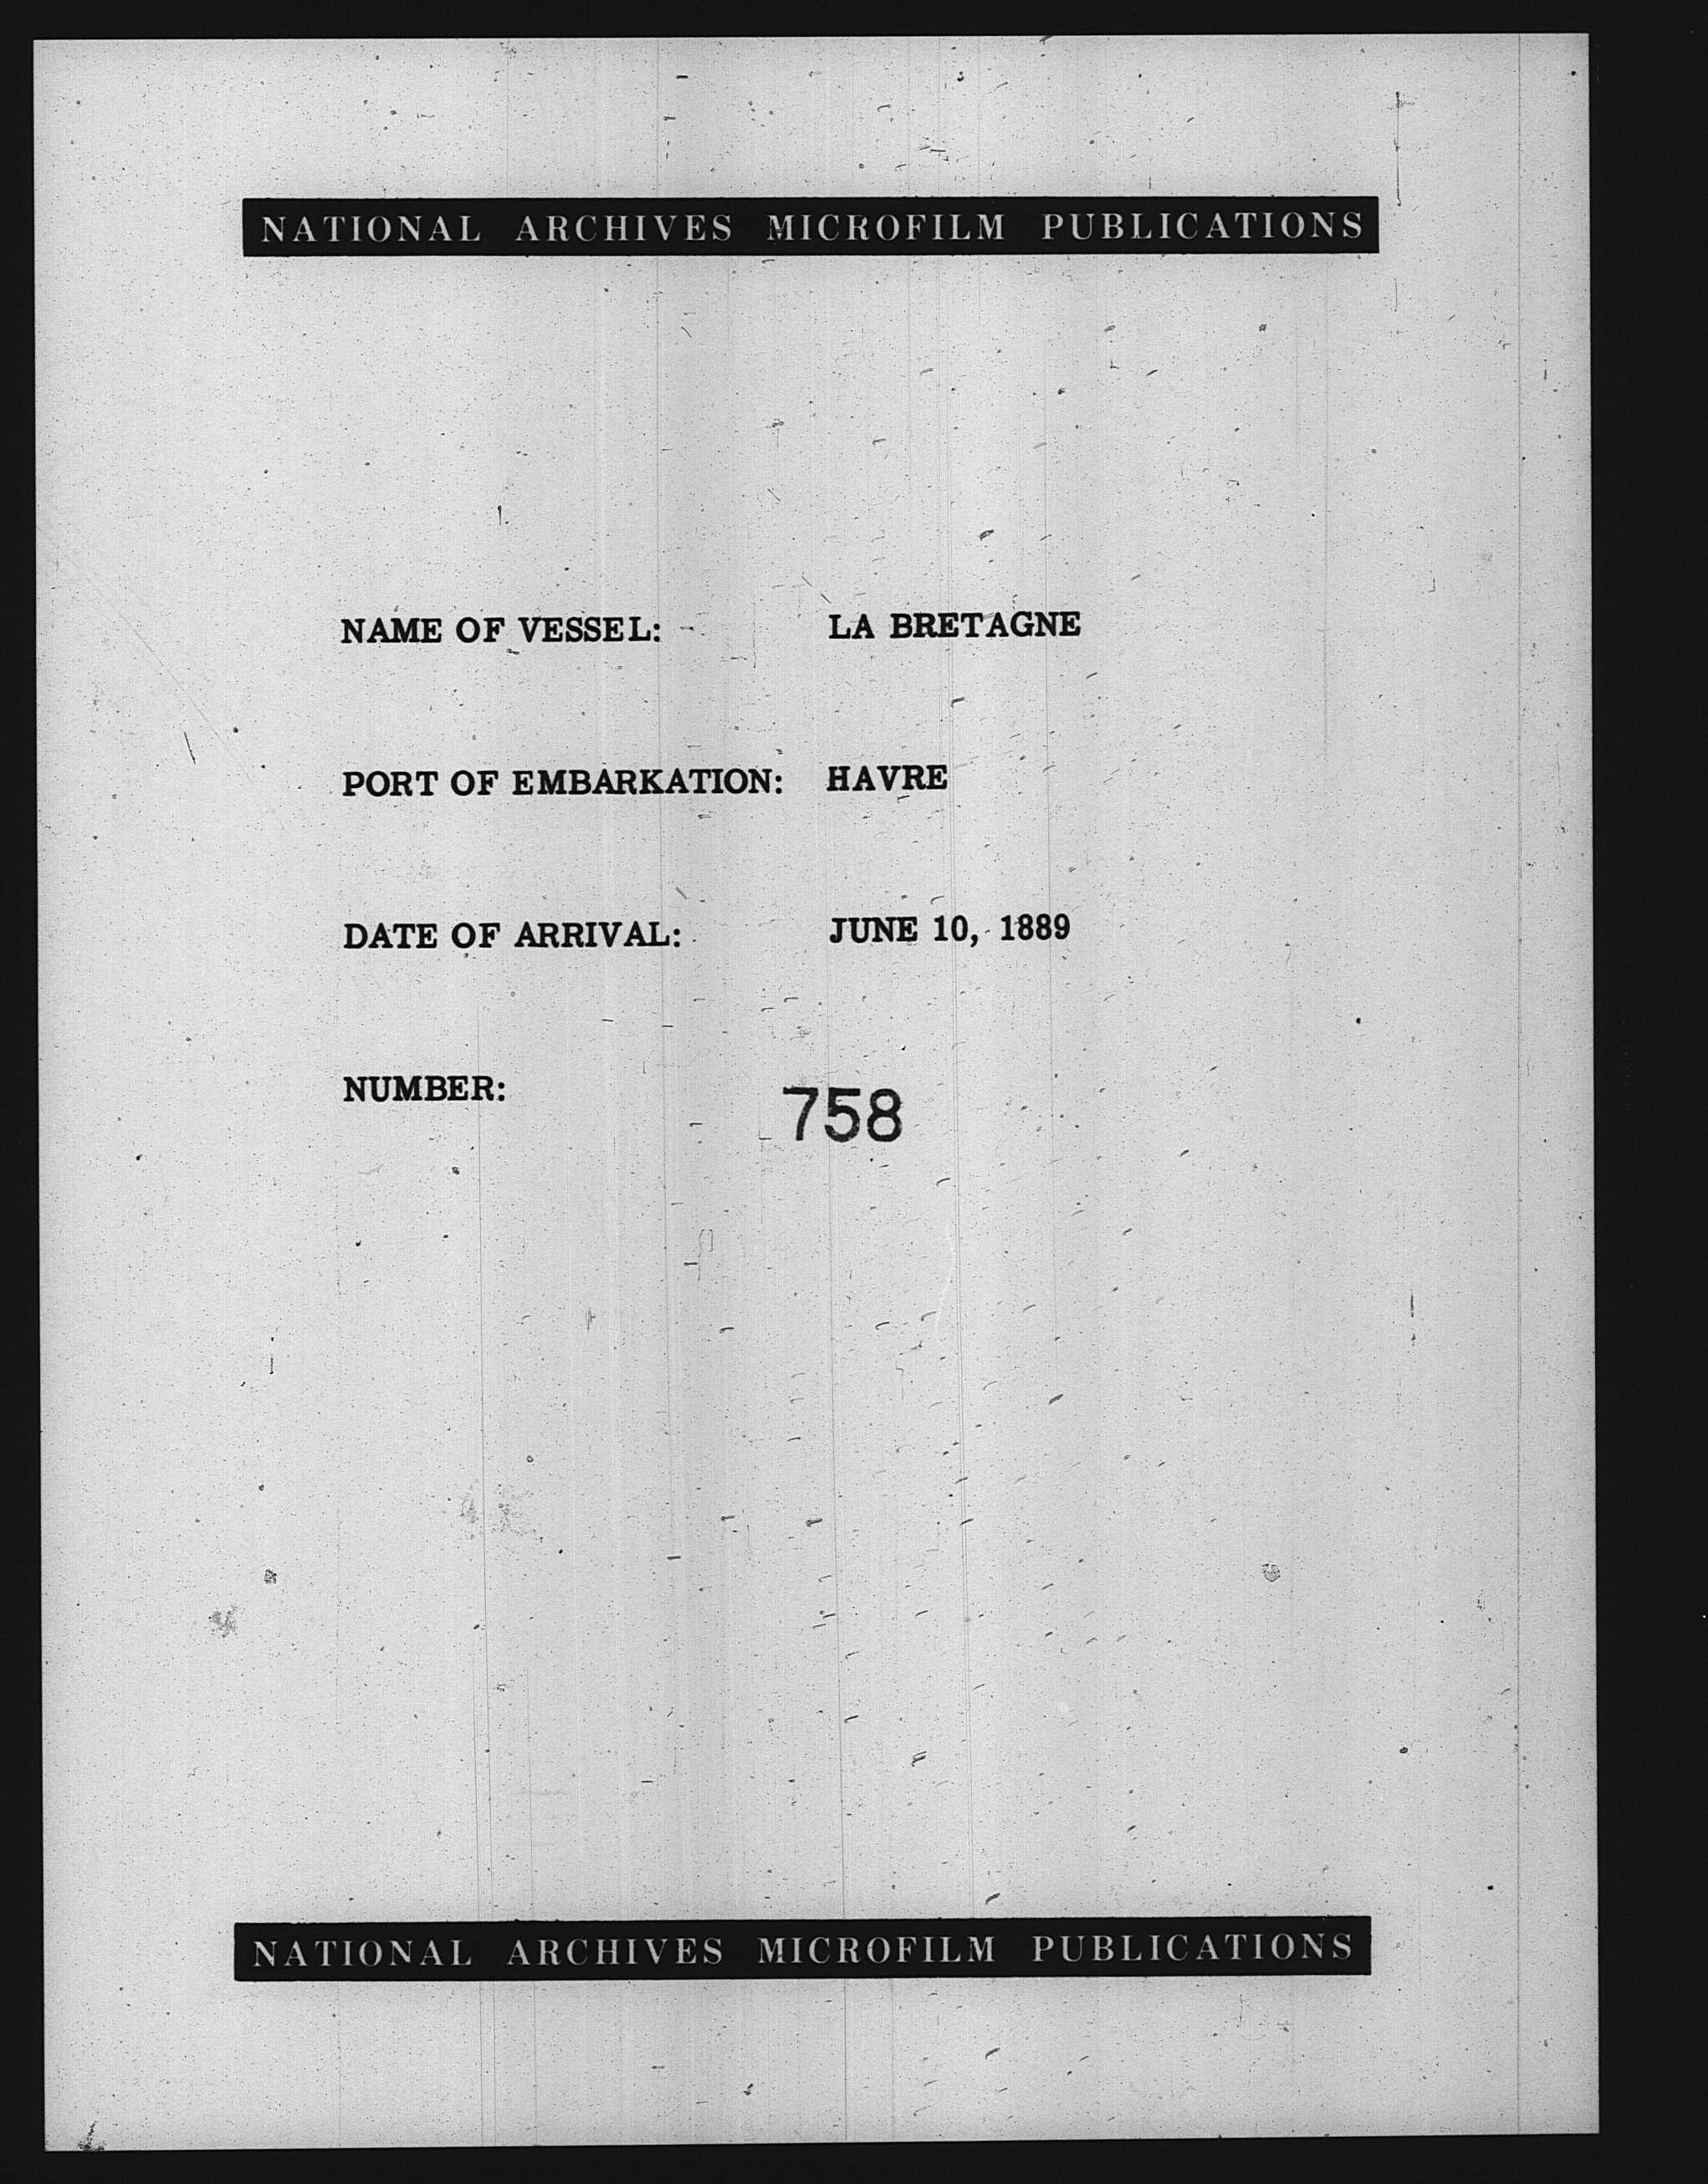 NATIONAL ARCHIVES MICROFILM PUBLICATIONS
NAME OF VESSEL: LA BRETAGNE
PORT OF EMBARKATION: HAVRE
DATE OF ARRIVAL: JUNE 10, 1889
NUMBER: 758
NATIONAL ARCHIVES MICROFILM PUBLICATIONS